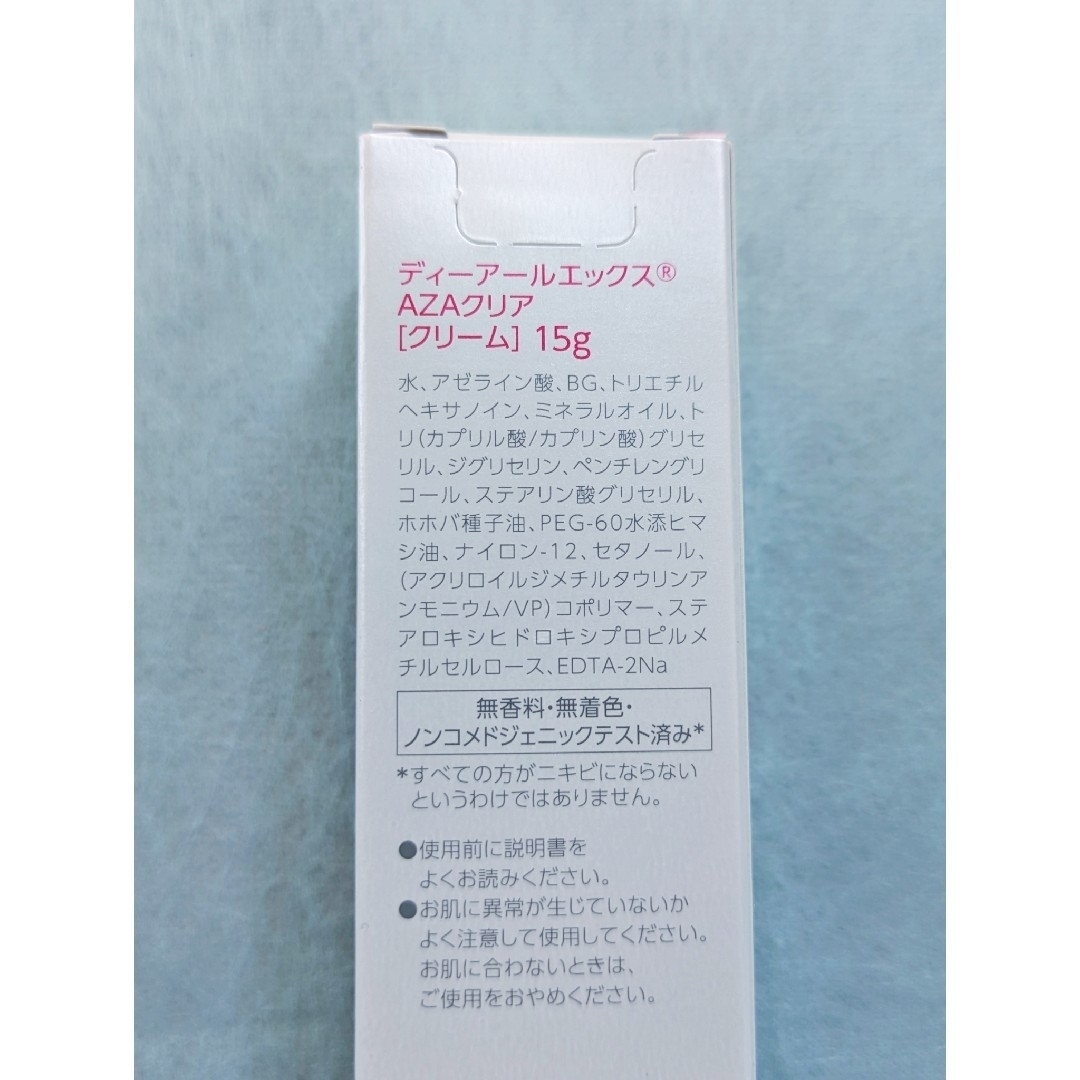 ディーアールエックス®
AZAクリア
[クリーム] 15g
水、アゼライン酸、BG、トリエチル
ヘキサノイン、ミネラルオイル、ト
リ(カプリル酸/カプリン酸)グリセ
リル、ジグリセリン、ペンチレングリ
コール、ステアリン酸グリセリル、
ホホバ種子油、PEG-60水添ヒマ
シ油、ナイロン-12、セタノール、
(アクリロイルジメチルタウリンア
ンモニウム/VP)コポリマー、ステ
アロキシヒドロキシプロピルメ
チルセルロース、EDTA-2Na
無香料・無着色・
ノンコメドジェニックテスト済み*
*すべての方がニキビにならない
というわけではありません。
●使用前に説明書を
よくお読みください。
●お肌に異常が生じていないか
よく注意して使用してください。
お肌に合わないときは、
ご使用をおやめください。